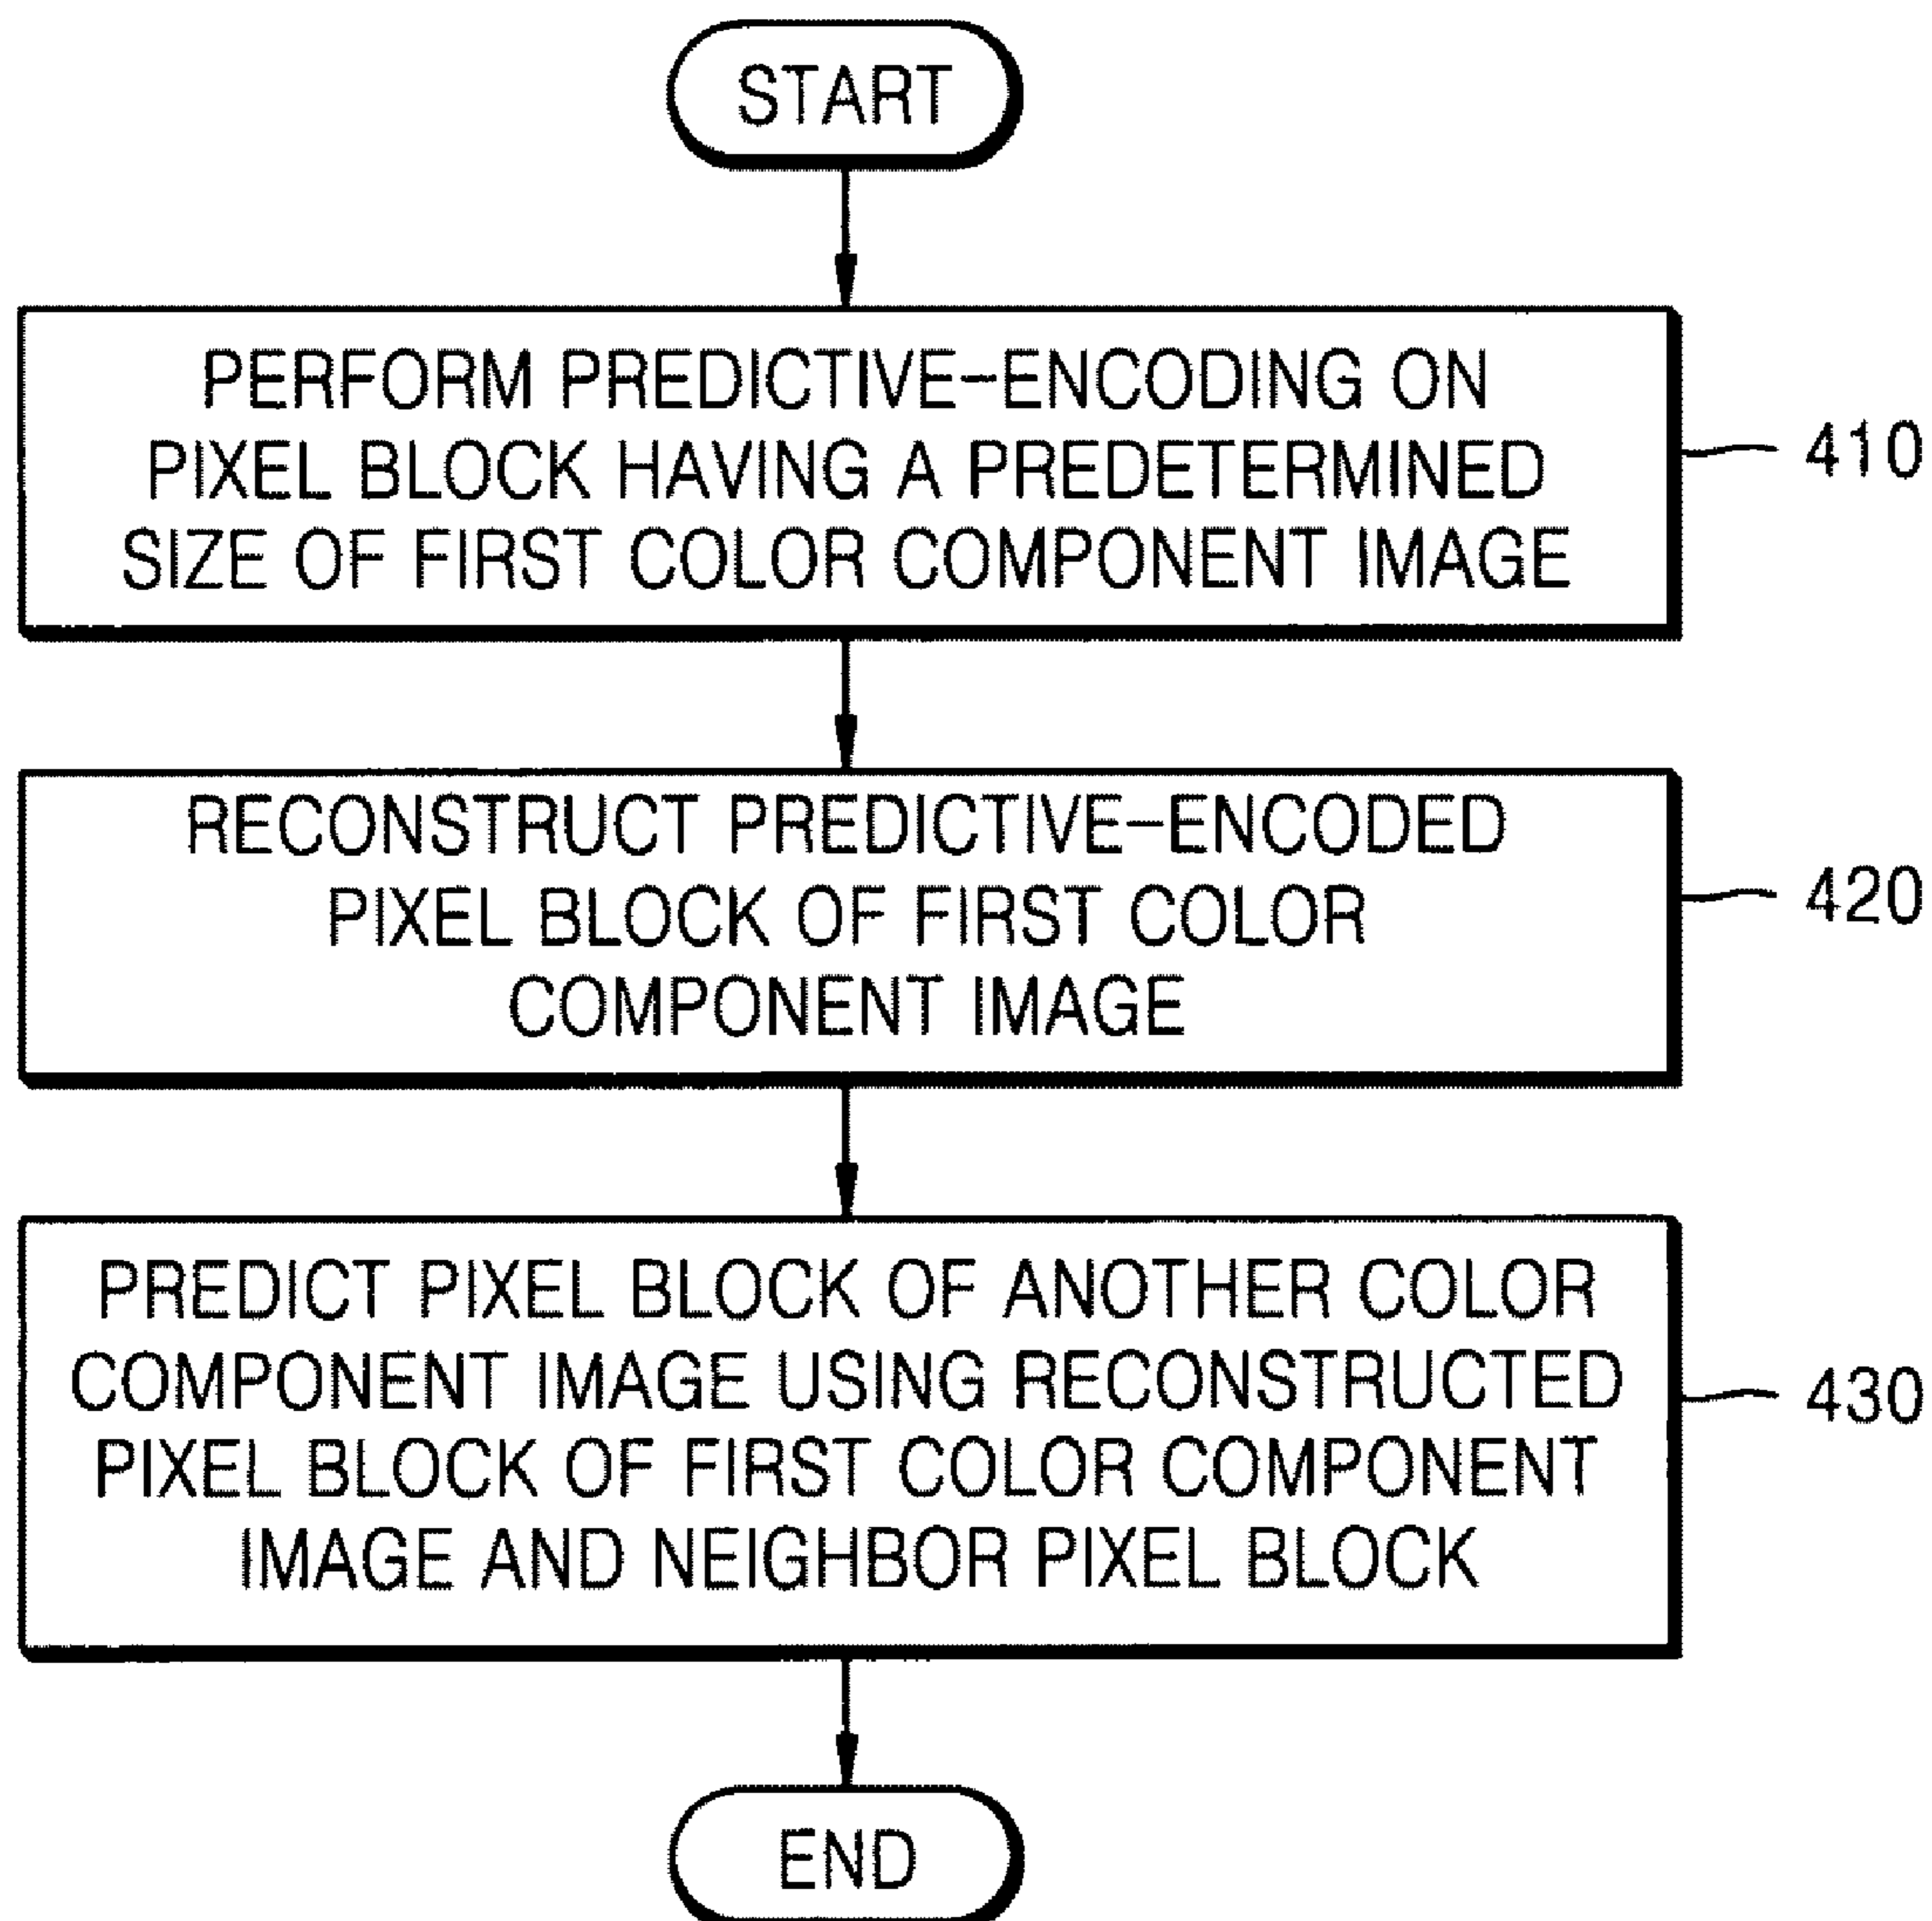 START
PERFORM PREDICTIVE-ENCODING ON
PIXEL BLOCK HAVING A PREDETERMINED
SIZE OF FIRST COLOR COMPONENT IMAGE
410
RECONSTRUCT PREDICTIVE-ENCODED
PIXEL BLOCK OF FIRST COLOR
COMPONENT IMAGE
420
PREDICT PIXEL BLOCK OF ANOTHER COLOR
COMPONENT IMAGE USING RECONSTRUCTED
PIXEL BLOCK OF FIRST COLOR COMPONENT
IMAGE AND NEIGHBOR PIXEL BLOCK
430
END